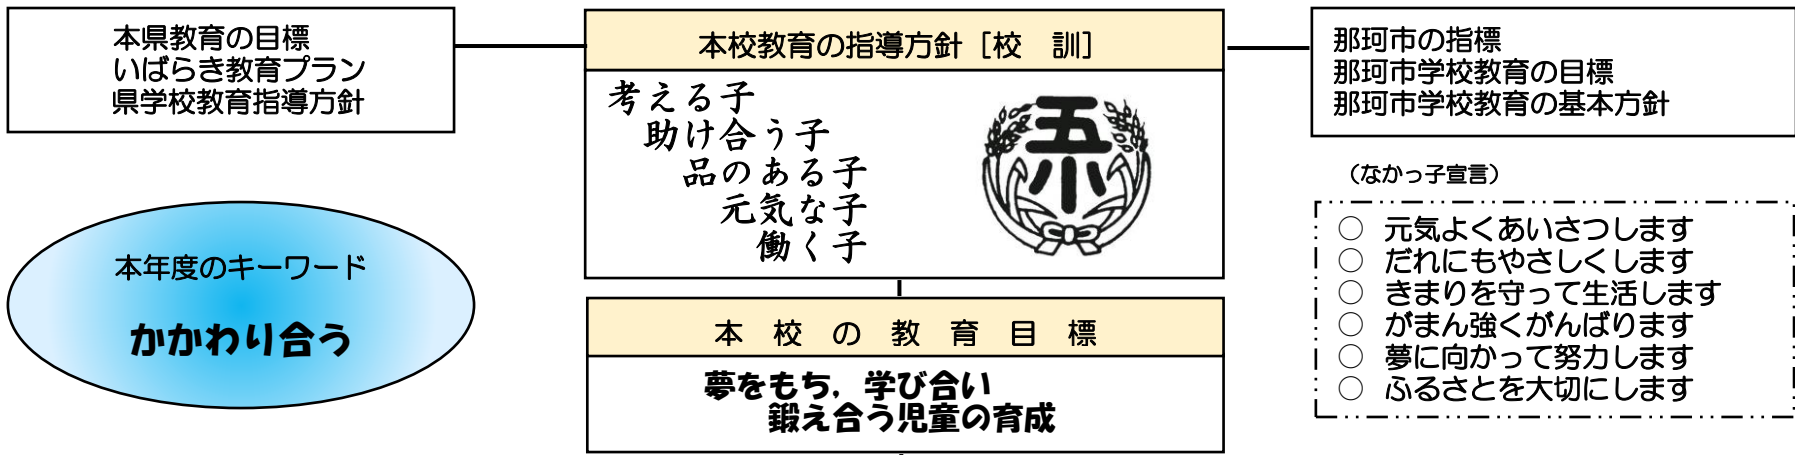 本県教育の目標
いばらき教育プラン
県学校教育指導方針
本校教育の指導方針［校　訓］
考える子
助け合う子
品のある子
元気な子
働く子
五小
那珂市の指標
那珂市学校教育の目標
那珂市学校教育の基本方針
（なかっ子宣言）
○　元気よくあいさつします
○　だれにもやさしくします
○　きまりを守って生活します
○　がまん強くがんばります
○　夢に向かって努力します
○　ふるさとを大切にします
本年度のキーワード
かかわり合う
本　校　の　教　育　目　標
夢をもち，学び合い
鍛え合う児童の育成